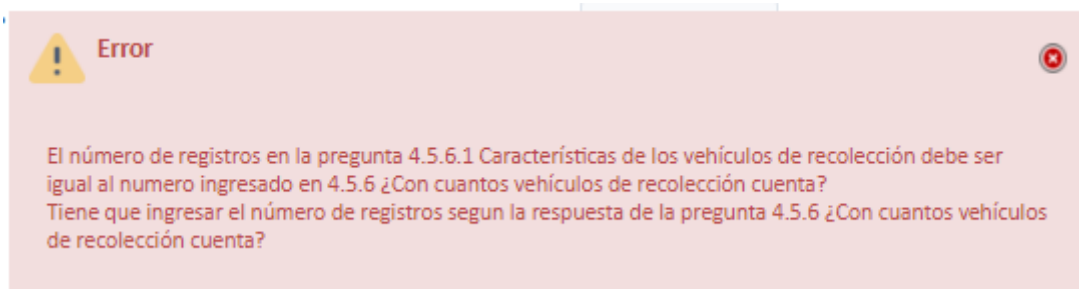 Error
El número de registros en la pregunta 4.5.6.1 Características de los vehículos de recolección debe ser
igual al numero ingresado en 4.5.6 ¿Con cuantos vehículos de recolección cuenta?
Tiene que ingresar el número de registros segun la respuesta de la pregunta 4.5.6 ¿Con cuantos vehículos
de recolección cuenta?